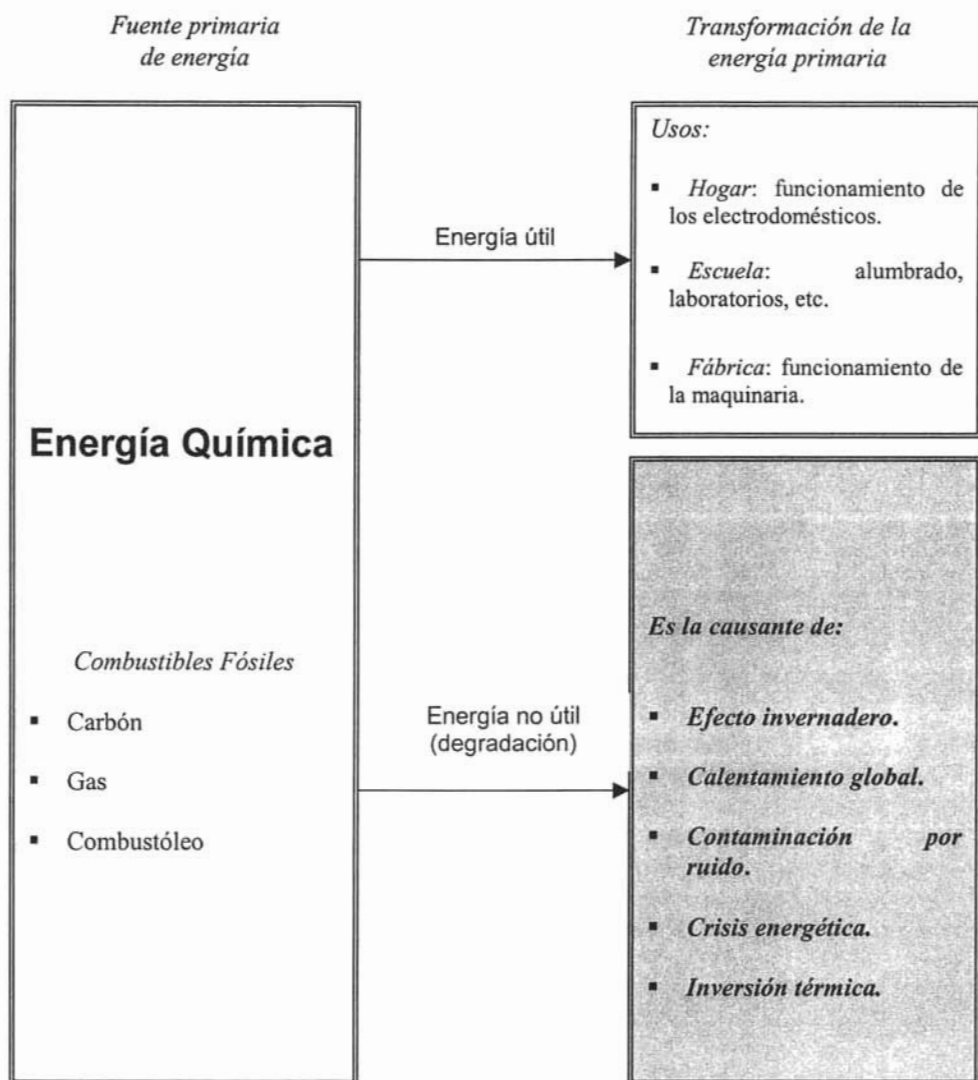 Fuente primaria
de energía
Transformación de la
energía primaria
Energía Química
Combustibles Fósiles
▪ Carbón
▪ Gas
▪ Combustóleo
Energía útil
Energía no útil
(degradación)
Usos:
▪ Hogar: funcionamiento de
los electrodomésticos.
▪ Escuela: alumbrado,
laboratorios, etc.
▪ Fábrica: funcionamiento de
la maquinaria.
Es la causante de:
▪ Efecto invernadero.
▪ Calentamiento global.
▪ Contaminación por
ruido.
▪ Crisis energética.
▪ Inversión térmica.